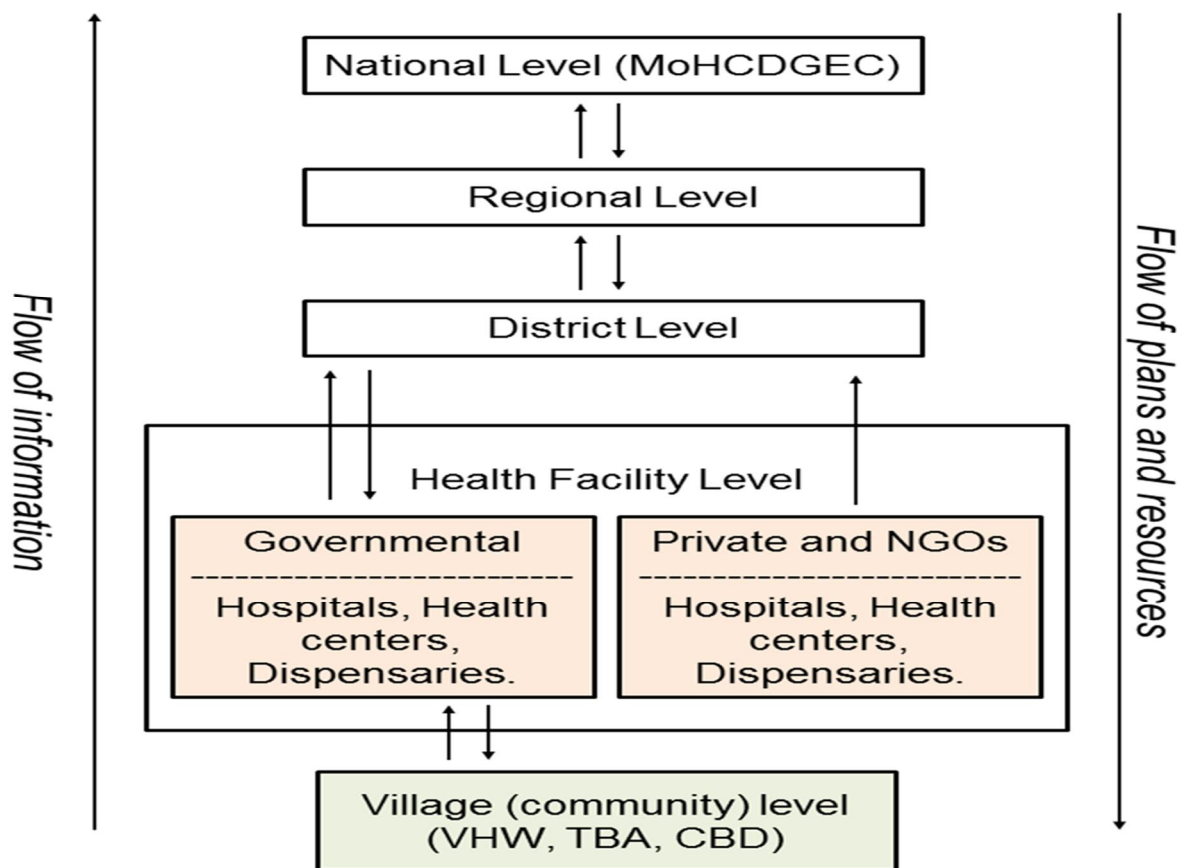 National Level (MoHCDGEC)
Regional Level
District Level
Flow of information
Flow of plans and resources
Health Facility Level
Governmental
Hospitals, Health
centers,
Dispensaries.
Private and NGOs
Hospitals, Health
centers,
Dispensaries.
Village (community) level
(VHW, TBA, CBD)